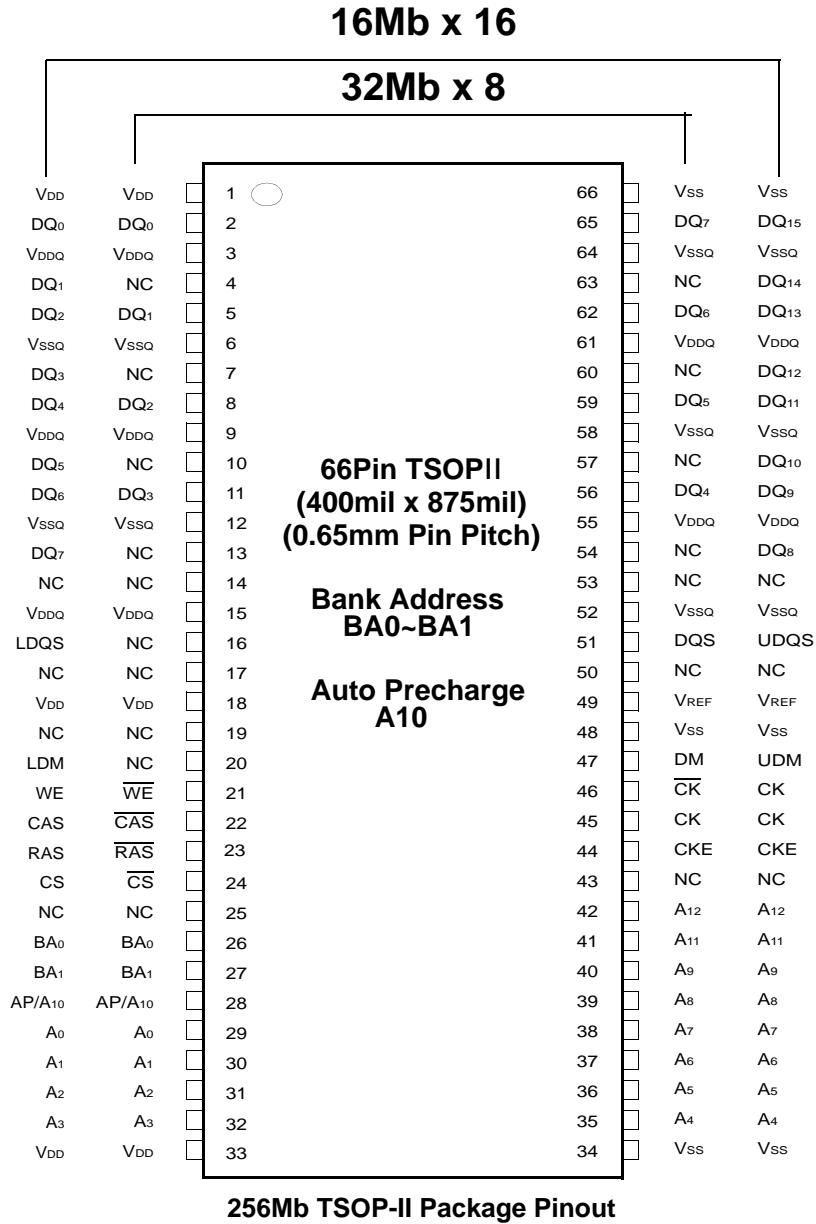 16Mb x 16
32Mb x 8
VDD VDD 1 66 VSS VSS
DQ0 DQ0 2 65 DQ7 DQ15
VDDQ VDDQ 3 64 VSSQ VSSQ
DQ1 NC 4 63 NC DQ14
DQ2 DQ1 5 62 DQ6 DQ13
VSSQ VSSQ 6 61 VDDQ VDDQ
DQ3 NC 7 60 NC DQ12
DQ4 DQ2 8 59 DQ5 DQ11
VDDQ VDDQ 9 58 VSSQ VSSQ
DQ5 NC 10 57 NC DQ10
DQ6 DQ3 11 56 DQ4 DQ9
VSSQ VSSQ 12 55 VDDQ VDDQ
DQ7 NC 13 54 NC DQ8
NC NC 14 53 NC NC
VDDQ VDDQ 15 52 VSSQ VSSQ
LDQS NC 16 51 DQS UDQS
NC NC 17 50 NC NC
VDD VDD 18 49 VREF VREF
NC NC 19 48 VSS VSS
LDM NC 20 47 DM UDM
WE W̅E̅ 21 46 C̅K̅ CK
CAS C̅A̅S̅ 22 45 CK CK
RAS R̅A̅S̅ 23 44 CKE CKE
CS C̅S̅ 24 43 NC NC
NC NC 25 42 A12 A12
BA0 BA0 26 41 A11 A11
BA1 BA1 27 40 A9 A9
AP/A10 AP/A10 28 39 A8 A8
A0 A0 29 38 A7 A7
A1 A1 30 37 A6 A6
A2 A2 31 36 A5 A5
A3 A3 32 35 A4 A4
VDD VDD 33 34 VSS VSS
66Pin TSOPII
(400mil x 875mil)
(0.65mm Pin Pitch)
Bank Address
BA0~BA1
Auto Precharge
A10
256Mb TSOP-II Package Pinout